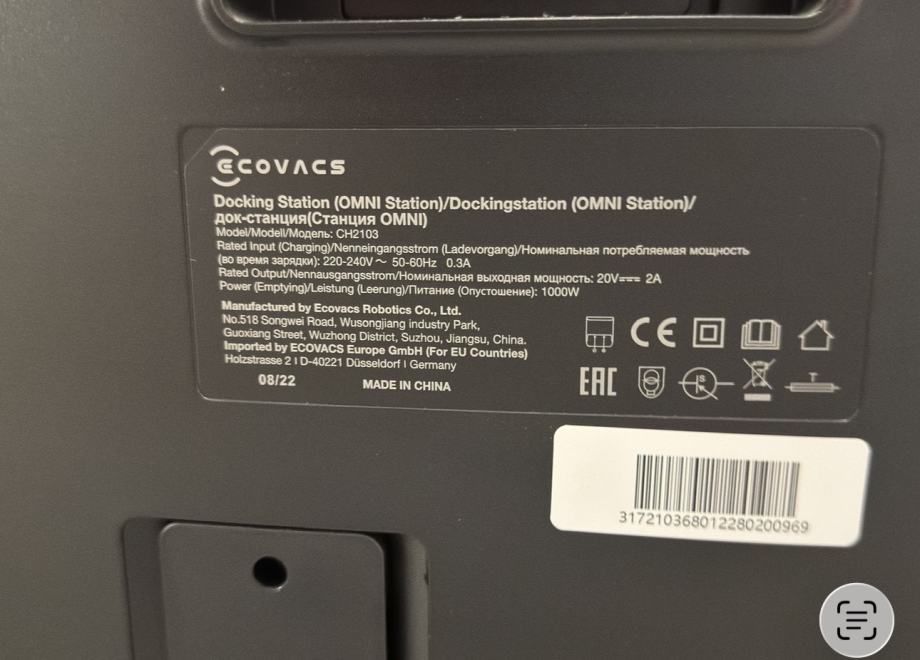 ECOVACS
Docking Station (OMNI Station)/Dockingstation (OMNI Station)/
док-станция(Станция OMNI)
Model/Modell/Модель: CH2103
Rated Input (Charging)/Nenneingangsstrom (Ladevorgang)/Номинальная потребляемая мощность
(во время зарядки): 220-240V ~ 50-60Hz 0.3A
Rated Output/Nennausgangsstrom/Номинальная выходная мощность: 20V⎓ 2A
Power (Emptying)/Leistung (Leerung)/Питание (Опустошение): 1000W
Manufactured by Ecovacs Robotics Co., Ltd.
No.518 Songwei Road, Wusongjiang industry Park,
Guoxiang Street, Wuzhong District, Suzhou, Jiangsu, China.
Imported by ECOVACS Europe GmbH (For EU Countries)
Holzstrasse 2 I D-40221 Düsseldorf I Germany
08/22 MADE IN CHINA
CE
EAC S T
317210368012280200969